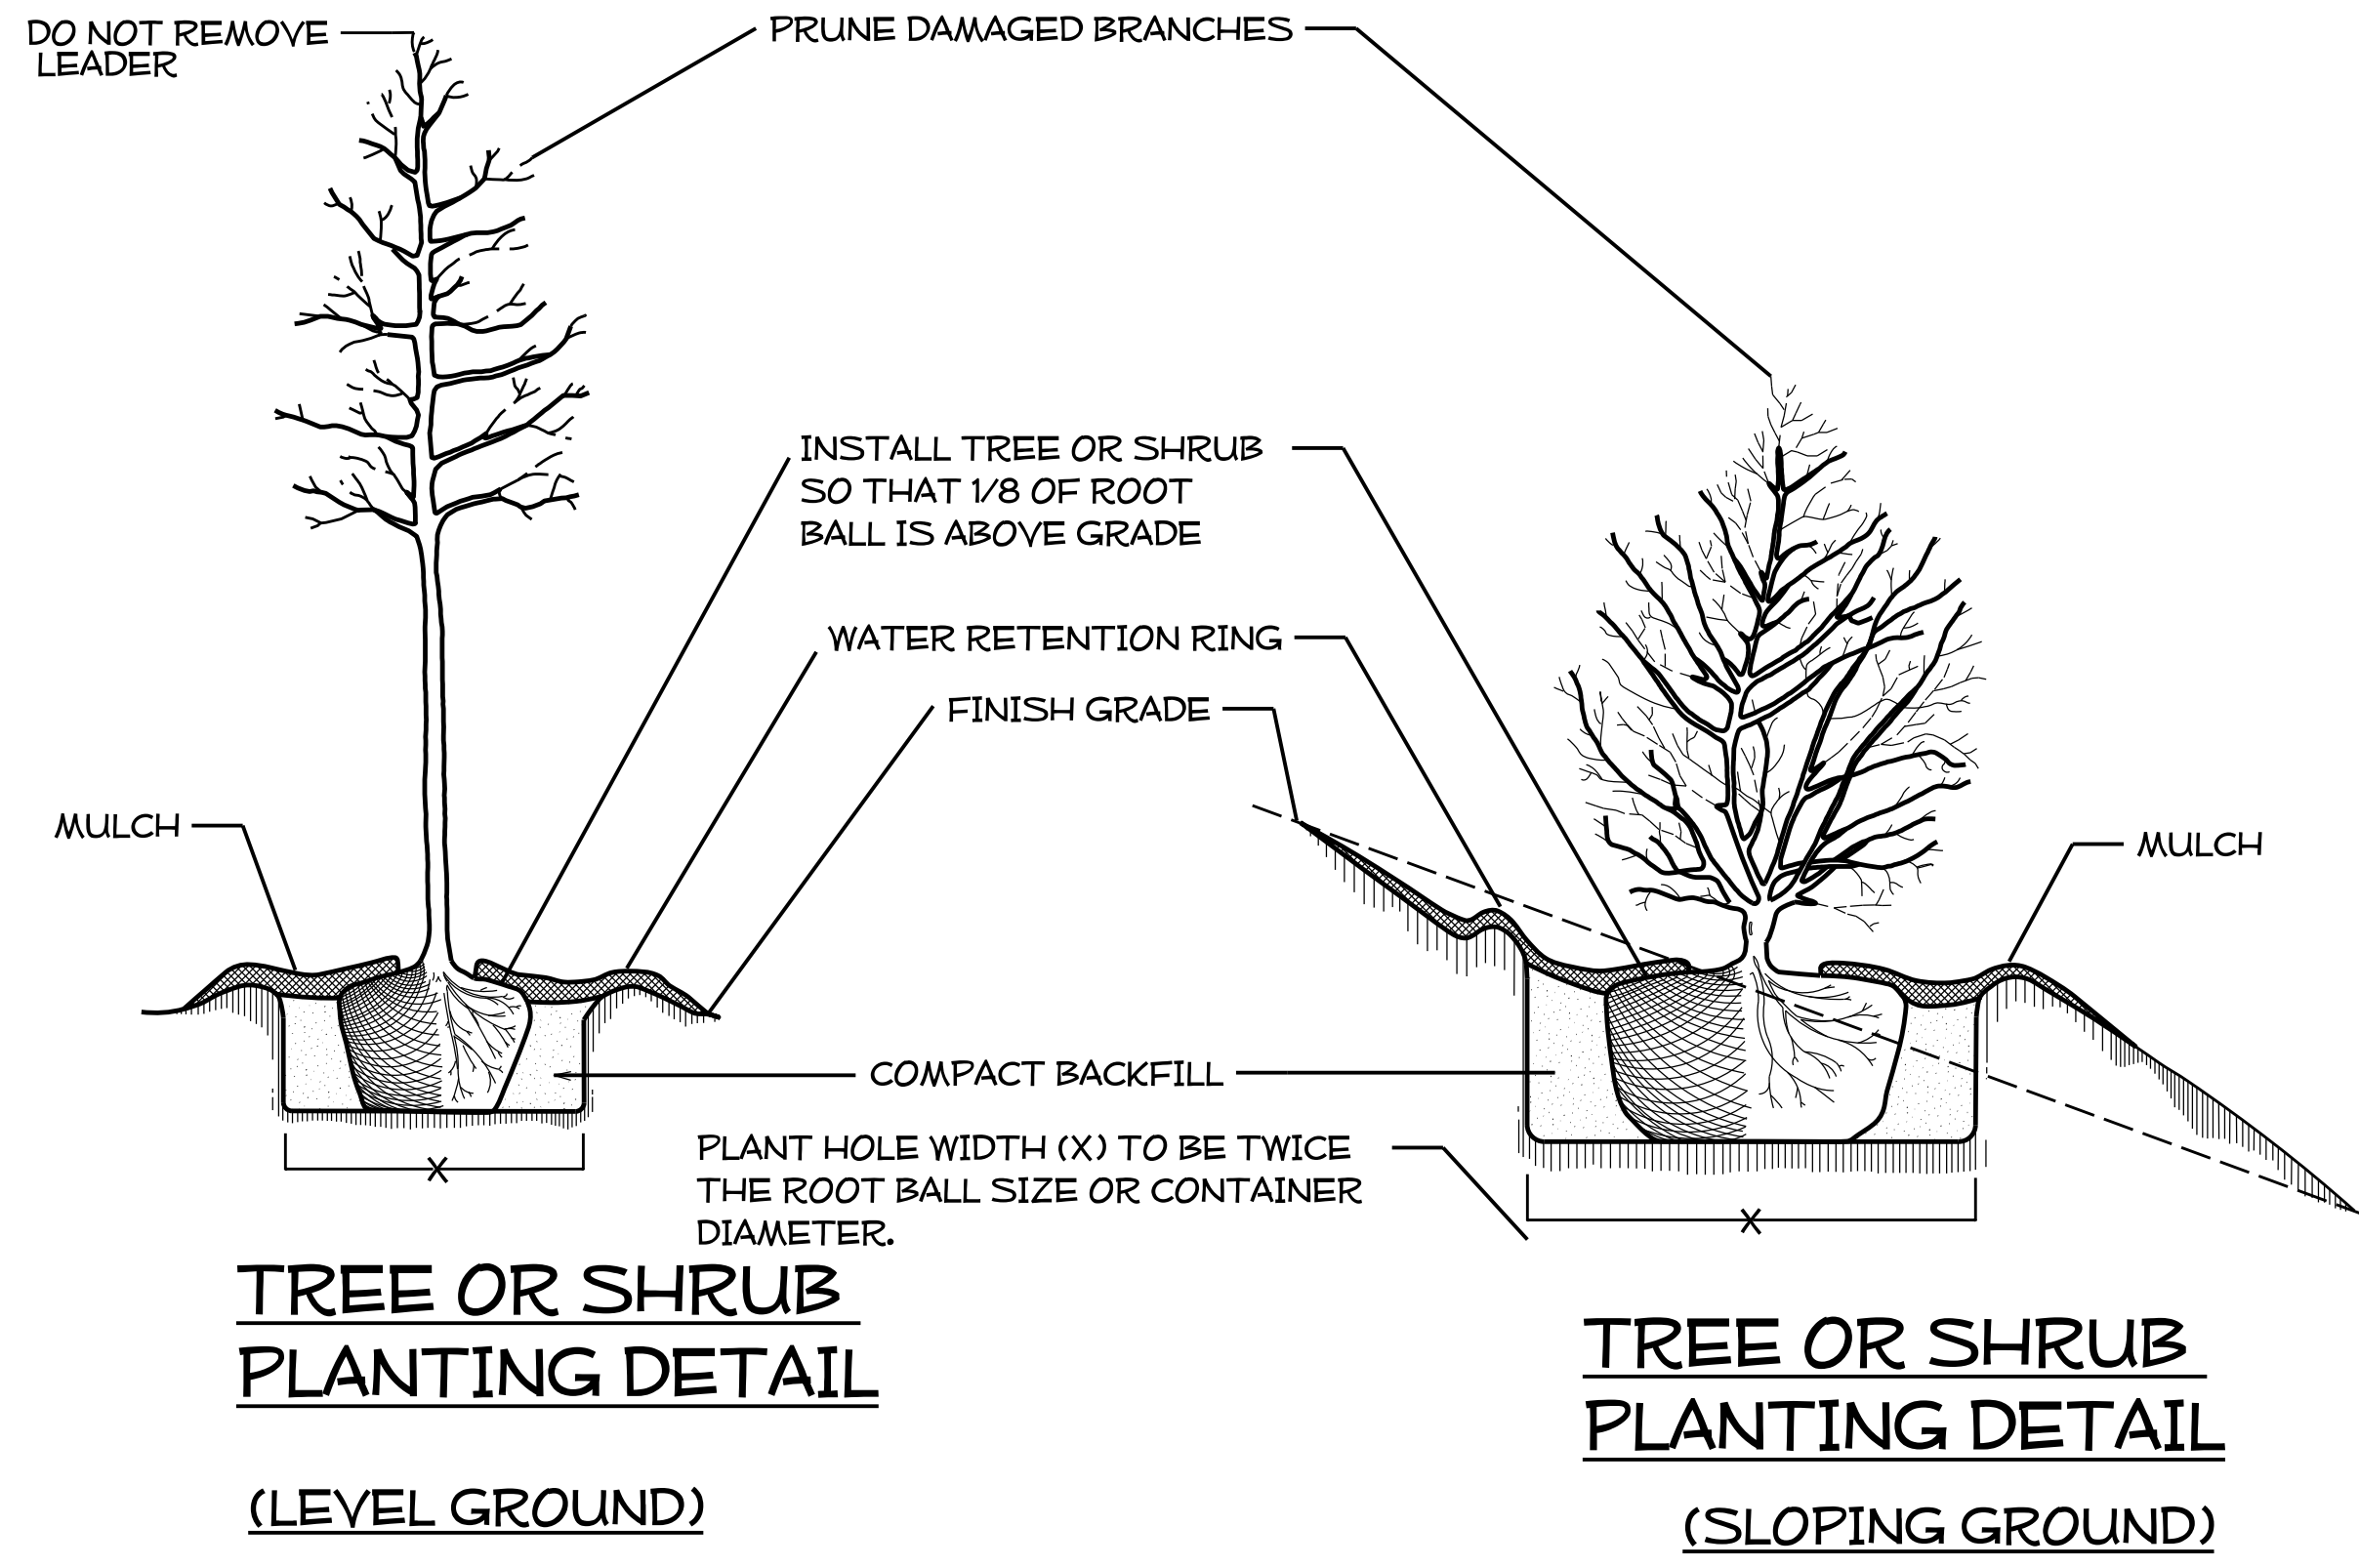 DO NOT REMOVE
LEADER
PRUNE DAMAGED BRANCHES
INSTALL TREE OR SHRUB
SO THAT 1/8 OF ROOT
BALL IS ABOVE GRADE
WATER RETENTION RING
FINISH GRADE
MULCH
MULCH
COMPACT BACKFILL
PLANT HOLE WIDTH (X) TO BE TWICE
THE ROOT BALL SIZE OR CONTAINER
DIAMETER.
X
X
TREE OR SHRUB
PLANTING DETAIL
(LEVEL GROUND)
TREE OR SHRUB
PLANTING DETAIL
(SLOPING GROUND)